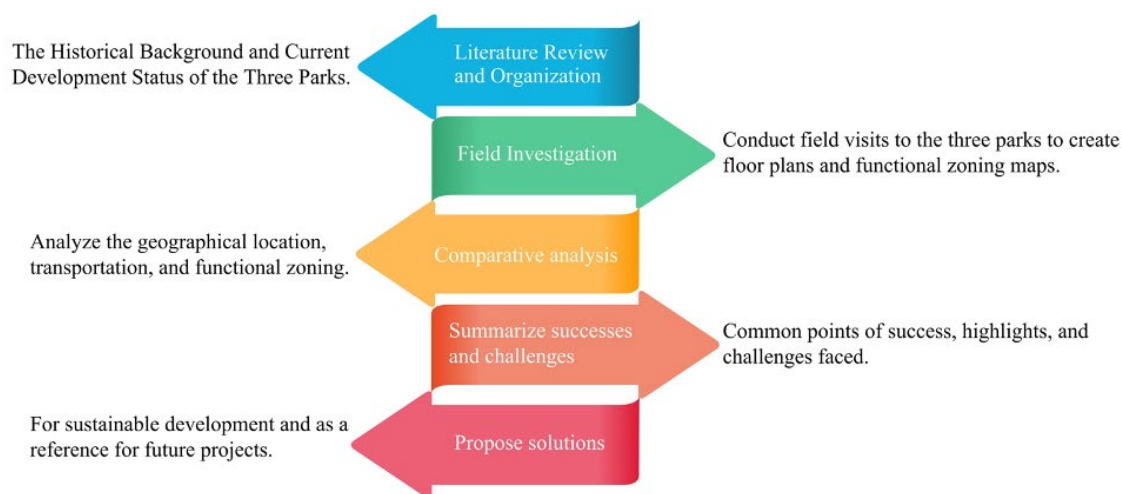 The Historical Background and Current
Development Status of the Three Parks.
Literature Review
and Organization
Field Investigation
Conduct field visits to the three parks to create
floor plans and functional zoning maps.
Analyze the geographical location,
transportation, and functional zoning.
Comparative analysis
Summarize successes
and challenges
Common points of success, highlights, and
challenges faced.
For sustainable development and as a
reference for future projects.
Propose solutions